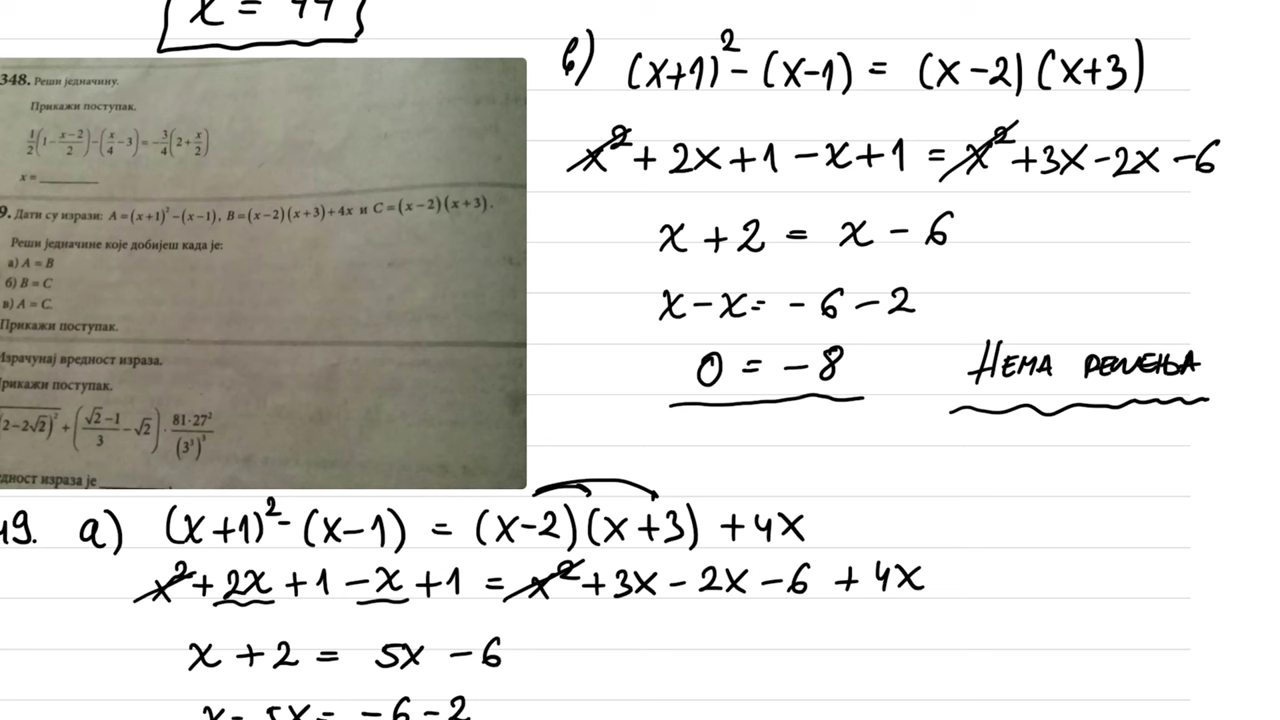 x = 44
348. Реши једначину.
Прикажи поступак.
1/2(1-(x-2)/2)-(x/4-3)=-3/4(2+x/2)
x= ________
9. Дати су изрази: A=(x+1)²-(x-1), B=(x-2)(x+3)+4x и C=(x-2)(x+3).
Реши једначине које добијеш када је:
а) A = B
б) B = C
в) A = C.
Прикажи поступак.
Израчунај вредност израза.
рикажи поступак.
√(2-2√2)² + ((√2-1)/3 - √2) · (81·27²)/(3³)³
дност израза је ________.
в) (x+1)² - (x-1) = (x-2)(x+3)
x² + 2x + 1 - x + 1 = x² + 3x - 2x - 6
x + 2 = x - 6
x - x = - 6 - 2
0 = - 8 НЕМА РЕШЕЊА
49. а) (x+1)² - (x-1) = (x-2)(x+3) + 4x
x² + 2x + 1 - x + 1 = x² + 3x - 2x - 6 + 4x
x + 2 = 5x - 6
x - 5x = - 6 - 2